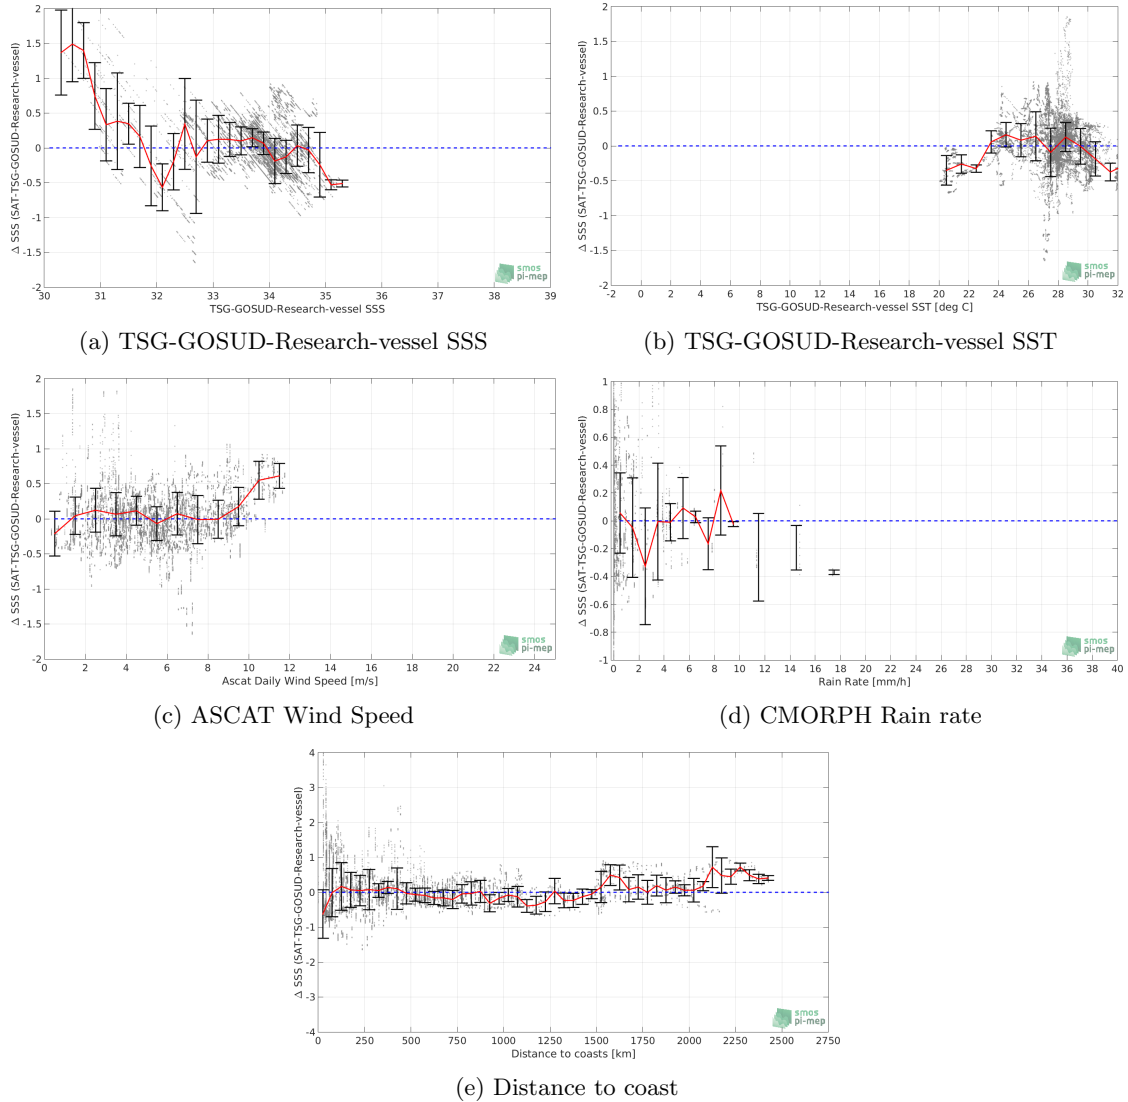 2
1.5
1
0.5
0
-0.5
-1
-1.5
-2
Δ SSS (SAT-TSG-GOSUD-Research-vessel)
30 31 32 33 34 35 36 37 38 39
TSG-GOSUD-Research-vessel SSS
smos
pi-mep
(a) TSG-GOSUD-Research-vessel SSS
2
1.5
1
0.5
0
-0.5
-1
-1.5
-2
Δ SSS (SAT-TSG-GOSUD-Research-vessel)
-2 0 2 4 6 8 10 12 14 16 18 20 22 24 26 28 30 32
TSG-GOSUD-Research-vessel SST [deg C]
smos
pi-mep
(b) TSG-GOSUD-Research-vessel SST
2
1.5
1
0.5
0
-0.5
-1
-1.5
-2
Δ SSS (SAT-TSG-GOSUD-Research-vessel)
0 2 4 6 8 10 12 14 16 18 20 22 24
Ascat Daily Wind Speed [m/s]
smos
pi-mep
(c) ASCAT Wind Speed
1
0.8
0.6
0.4
0.2
0
-0.2
-0.4
-0.6
-0.8
-1
Δ SSS (SAT-TSG-GOSUD-Research-vessel)
0 2 4 6 8 10 12 14 16 18 20 22 24 26 28 30 32 34 36 38 40
Rain Rate [mm/h]
smos
pi-mep
(d) CMORPH Rain rate
4
3
2
1
0
-1
-2
-3
-4
Δ SSS (SAT-TSG-GOSUD-Research-vessel)
0 250 500 750 1000 1250 1500 1750 2000 2250 2500 2750
Distance to coasts [km]
smos
pi-mep
(e) Distance to coast